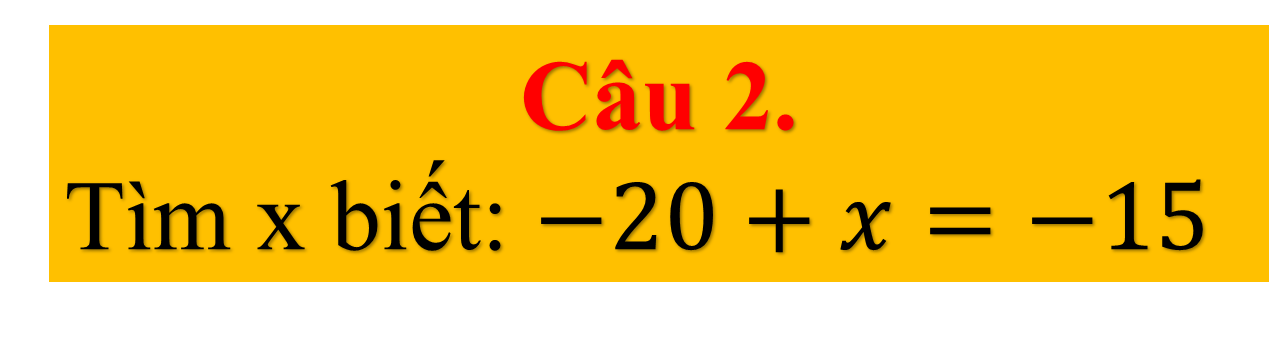 Câu 2.
Tìm x biết: −20 + 𝑥 = −15